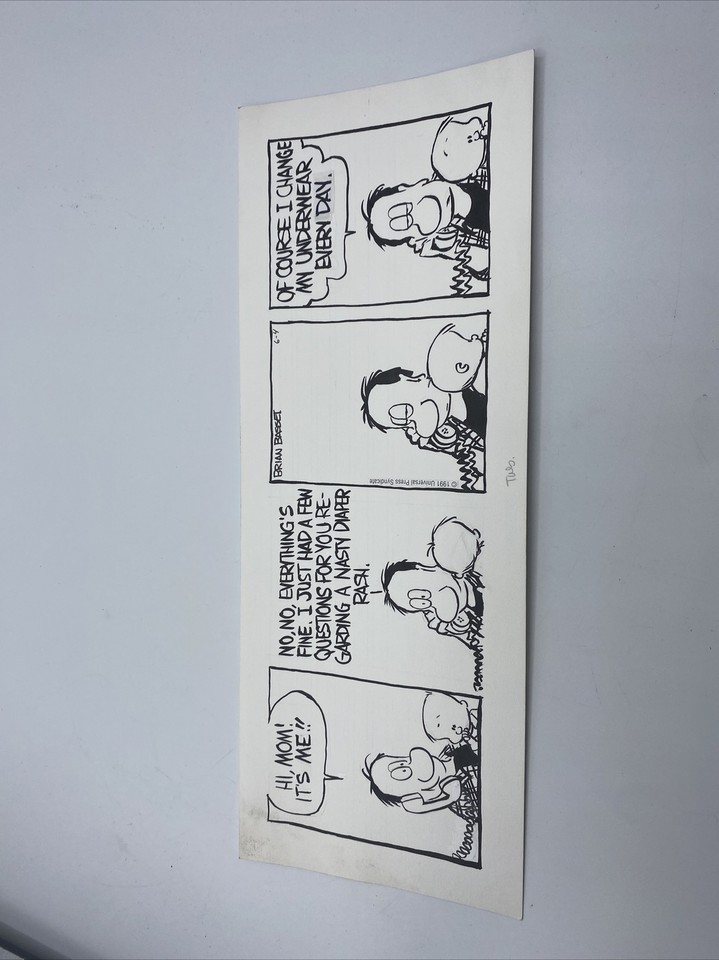 HI, MOM!
IT'S ME!!
NO, NO, EVERYTHING'S
FINE. I JUST HAD A FEW
QUESTIONS FOR YOU RE-
GARDING A NASTY DIAPER
RASH.
BRIAN BASSET
6-4
© 1991 Universal Press Syndicate
OF COURSE I CHANGE
MY UNDERWEAR
EVERY DAY.
Tues.